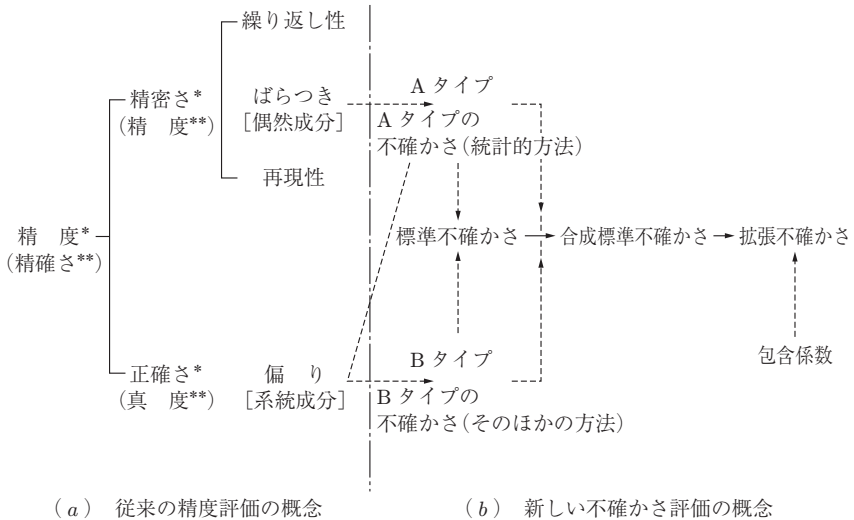 繰り返し性
精密さ*
(精 度**)
ばらつき
[偶然成分]
再現性
精 度*
(精確さ**)
正確さ*
(真 度**)
偏 り
[系統成分]
A タイプ
A タイプの
不確かさ(統計的方法)
標準不確かさ
合成標準不確かさ
拡張不確かさ
包含係数
B タイプ
B タイプの
不確かさ(そのほかの方法)
(a) 従来の精度評価の概念
(b) 新しい不確かさ評価の概念